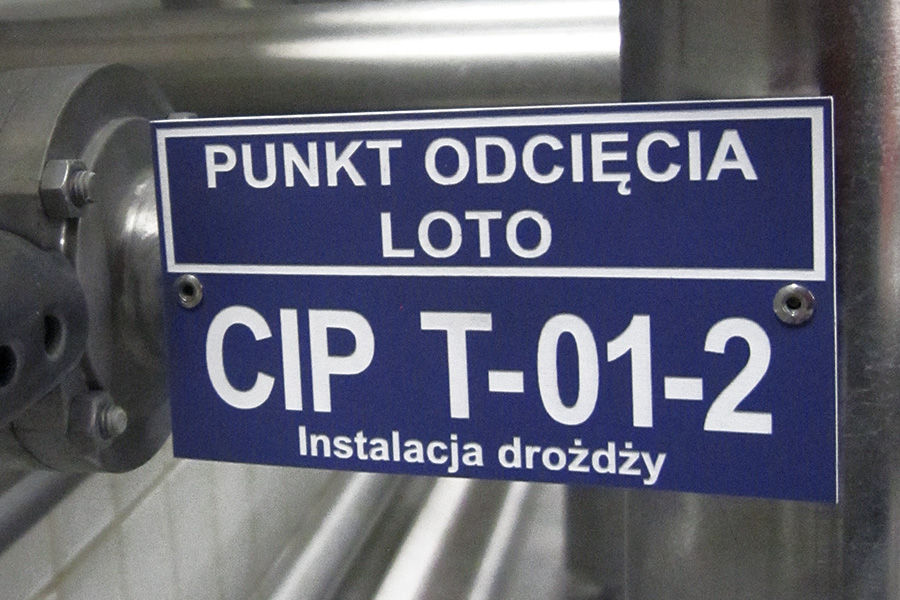 PUNKT ODCIĘCIA
LOTO
CIP T-01-2
Instalacja drożdży